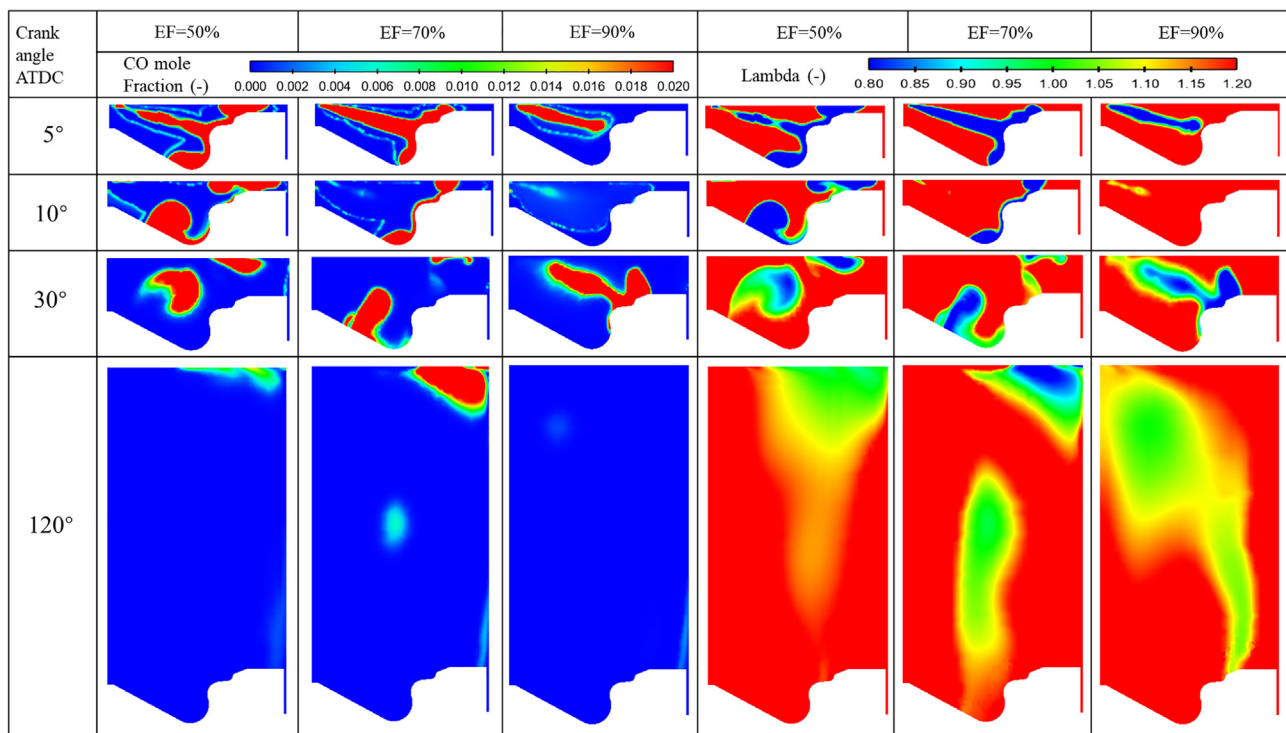 Crank
angle
ATDC
EF=50% EF=70% EF=90% EF=50% EF=70% EF=90%
CO mole
Fraction (-)
0.000 0.002 0.004 0.006 0.008 0.010 0.012 0.014 0.016 0.018 0.020
Lambda (-)
0.80 0.85 0.90 0.95 1.00 1.05 1.10 1.15 1.20
5°
10°
30°
120°